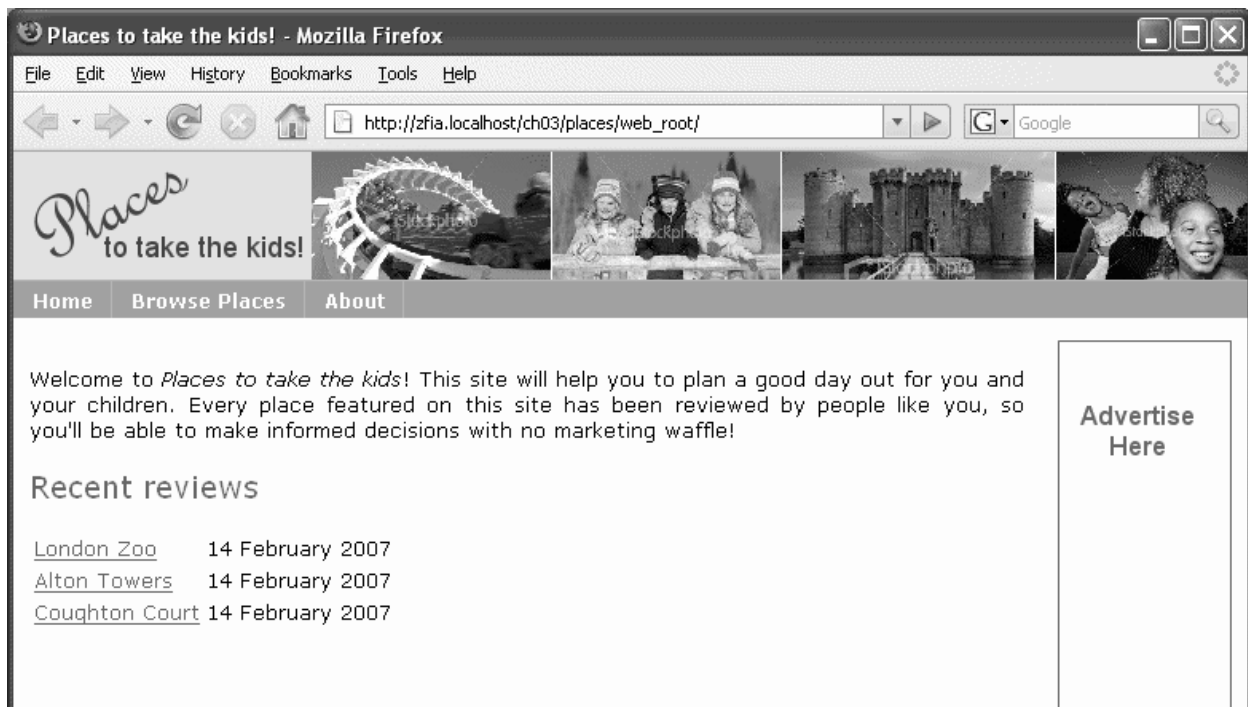 Places to take the kids! - Mozilla Firefox
File Edit View History Bookmarks Tools Help
http://zfia.localhost/ch03/places/web_root/ G Google
Places
to take the kids!
Home Browse Places About
Welcome to Places to take the kids! This site will help you to plan a good day out for you and
your children. Every place featured on this site has been reviewed by people like you, so
you'll be able to make informed decisions with no marketing waffle!
Advertise
Here
Recent reviews
London Zoo 14 February 2007
Alton Towers 14 February 2007
Coughton Court 14 February 2007